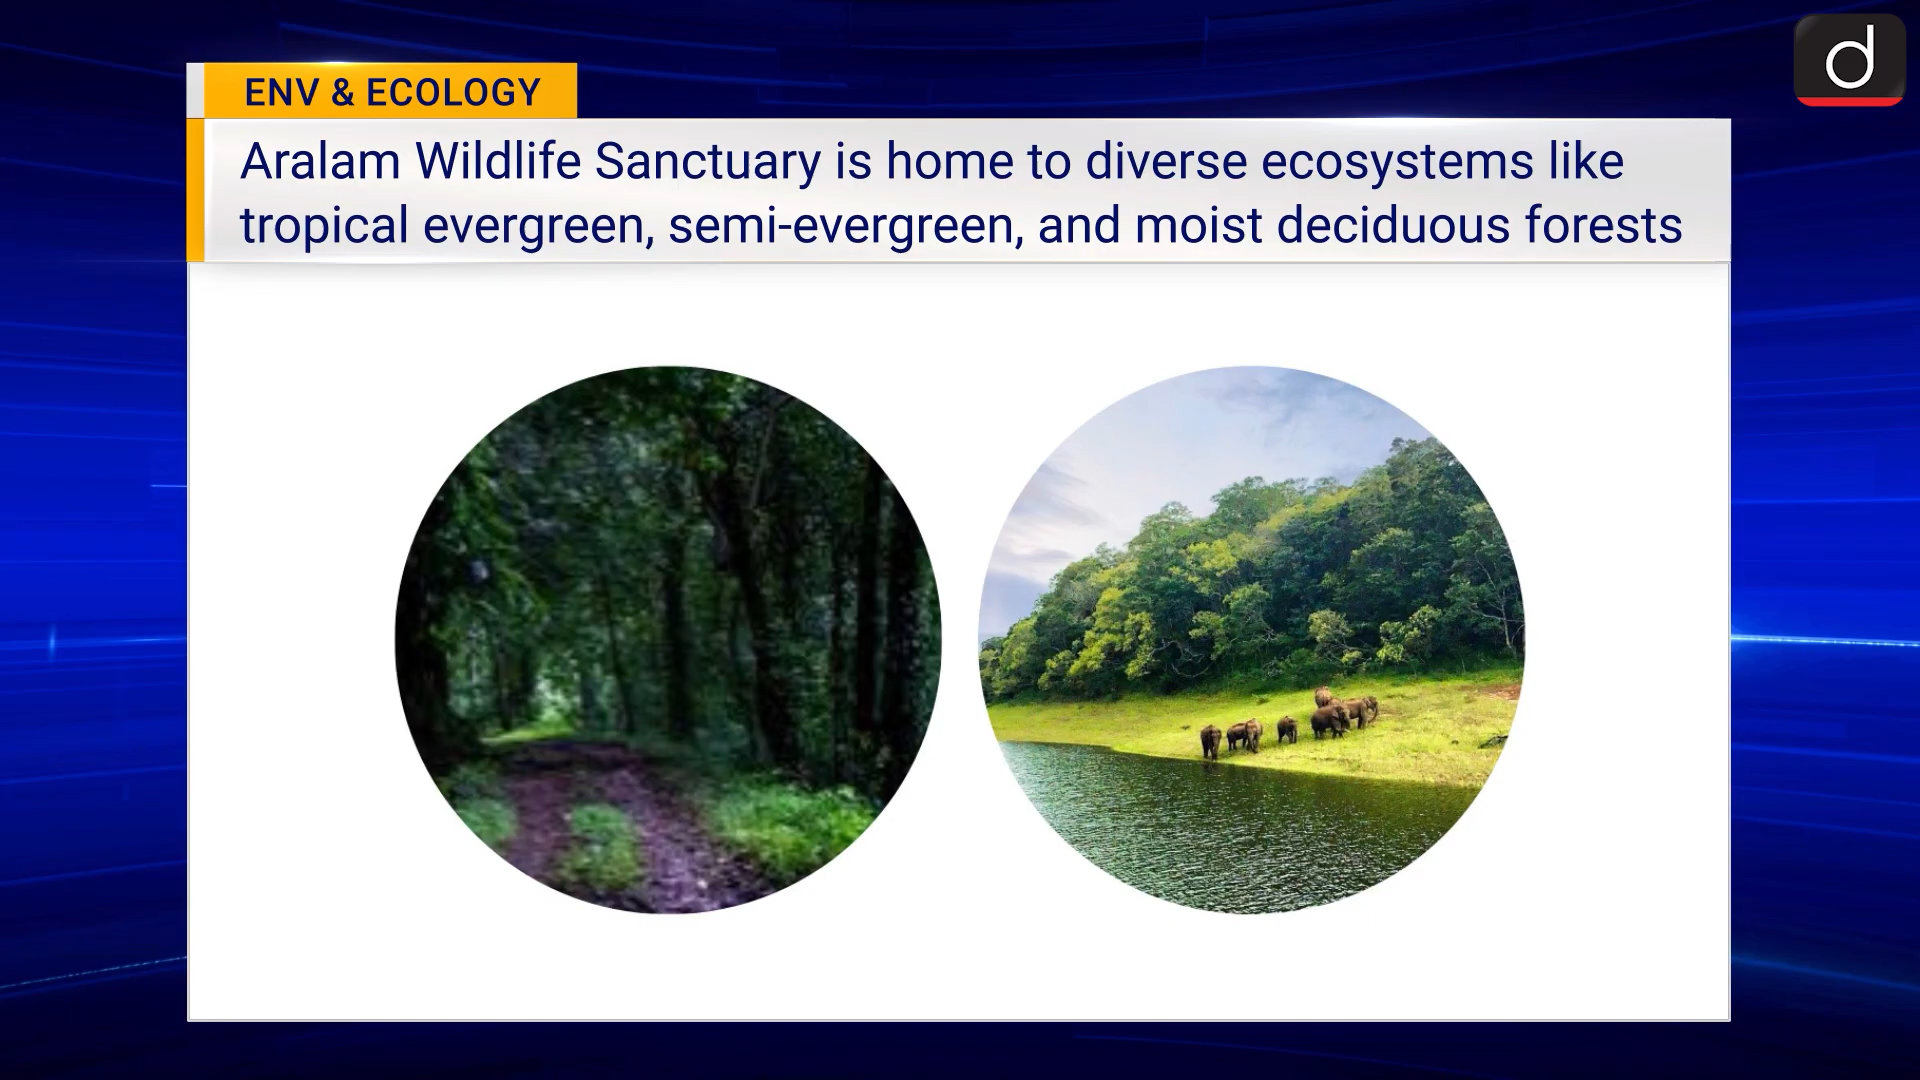 d
ENV & ECOLOGY
Aralam Wildlife Sanctuary is home to diverse ecosystems like
tropical evergreen, semi-evergreen, and moist deciduous forests